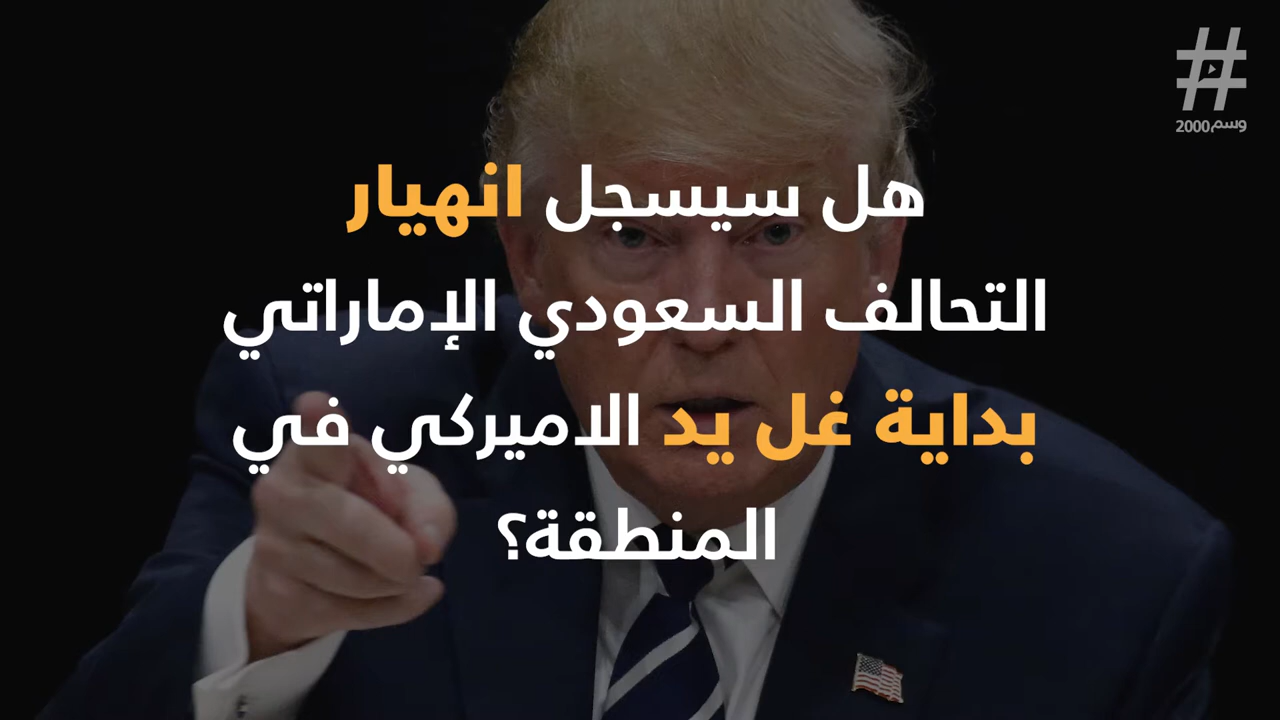 #
وسم2000
هل سيسجل انهيار
التحالف السعودي الإماراتي
بداية غل يد الاميركي في
المنطقة؟